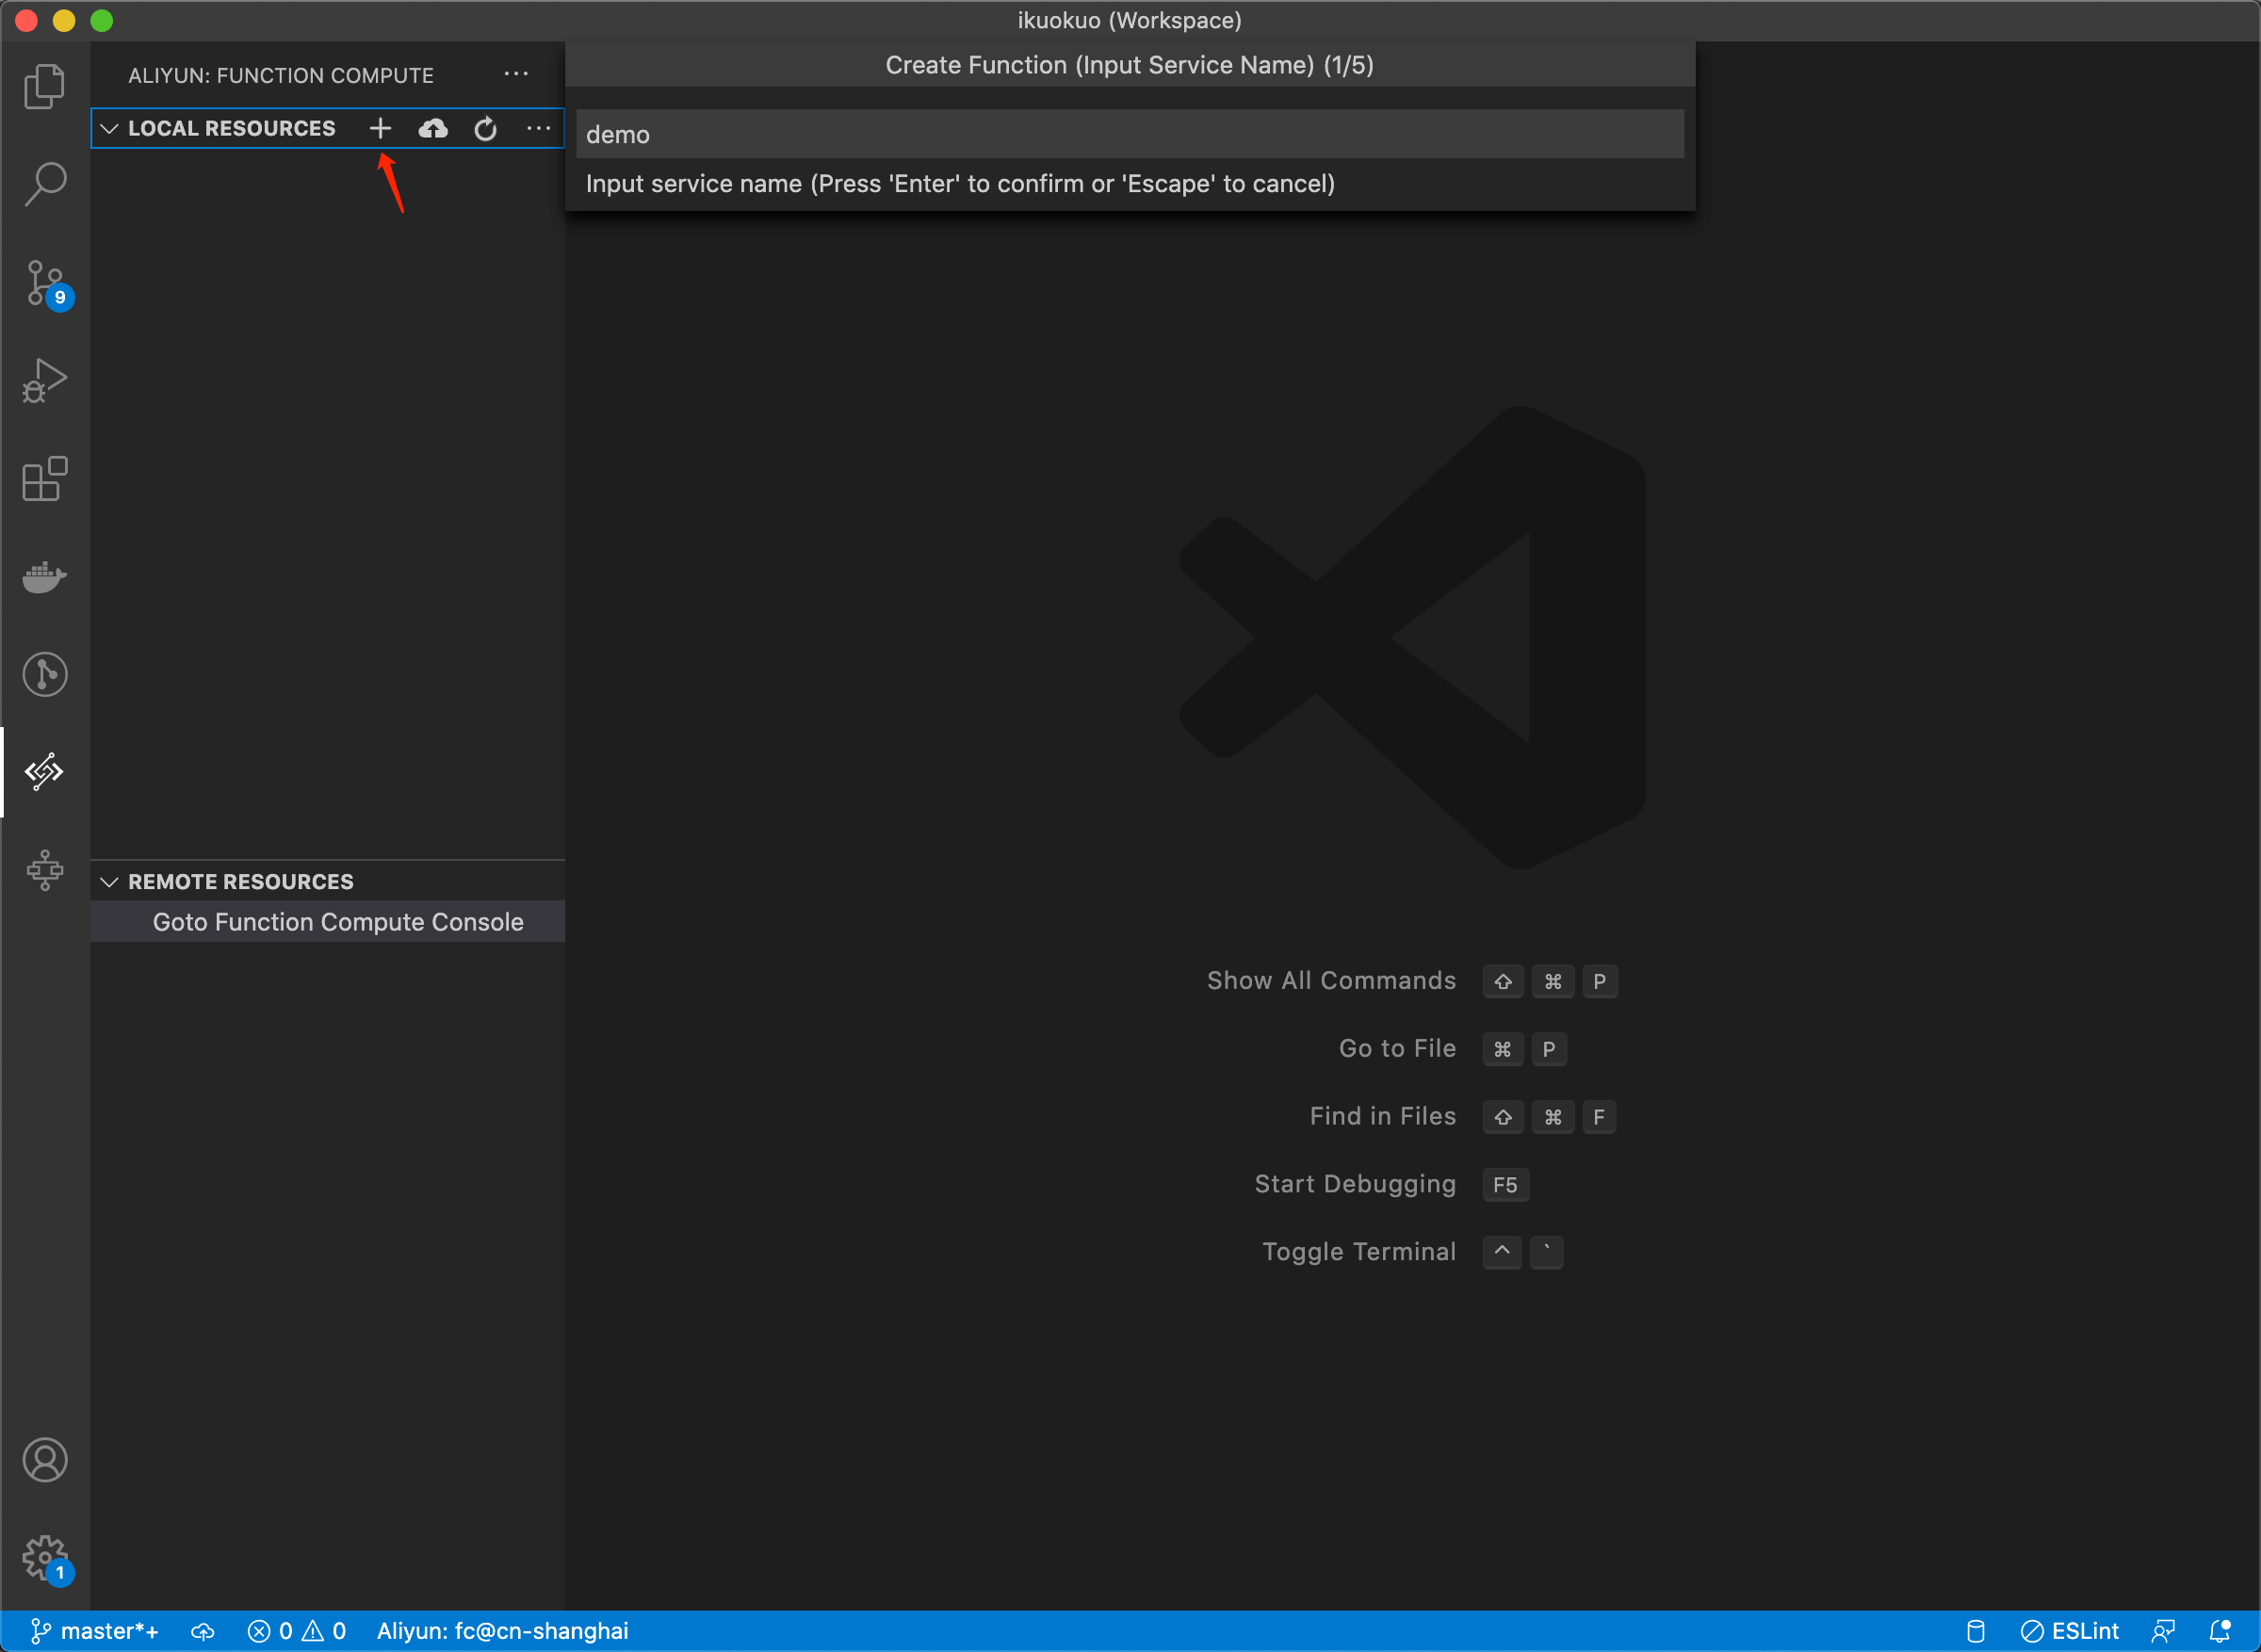 ikuokuo (Workspace)
ALIYUN: FUNCTION COMPUTE ...
LOCAL RESOURCES
Create Function (Input Service Name) (1/5)
demo
Input service name (Press 'Enter' to confirm or 'Escape' to cancel)
9
REMOTE RESOURCES
Goto Function Compute Console
Show All Commands ⇧ ⌘ P
Go to File ⌘ P
Find in Files ⇧ ⌘ F
Start Debugging F5
Toggle Terminal ^ `
1
master*+ 0 0 Aliyun: fc@cn-shanghai ESLint